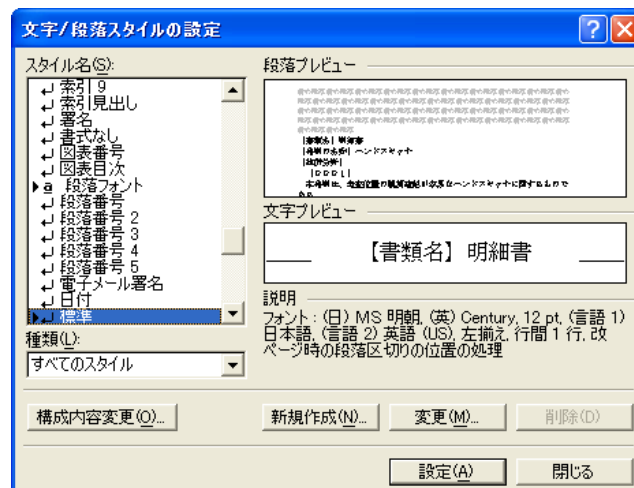 文字/段落スタイルの設定
スタイル名(S):
索引 9
索引見出し
署名
書式なし
図表番号
図表目次
a 段落フォント
段落番号
段落番号 2
段落番号 3
段落番号 4
段落番号 5
電子メール署名
日付
標準
種類(L):
すべてのスタイル
段落プレビュー
文字プレビュー
【書類名】 明細書
説明
フォント : (日) MS 明朝, (英) Century, 12 pt, (言語 1)
日本語, (言語 2) 英語 (US), 左揃え, 行間 1 行, 改
ページ時の段落区切りの位置の処理
構成内容変更(O)...
新規作成(N)...
変更(M)...
削除(D)
設定(A)
閉じる